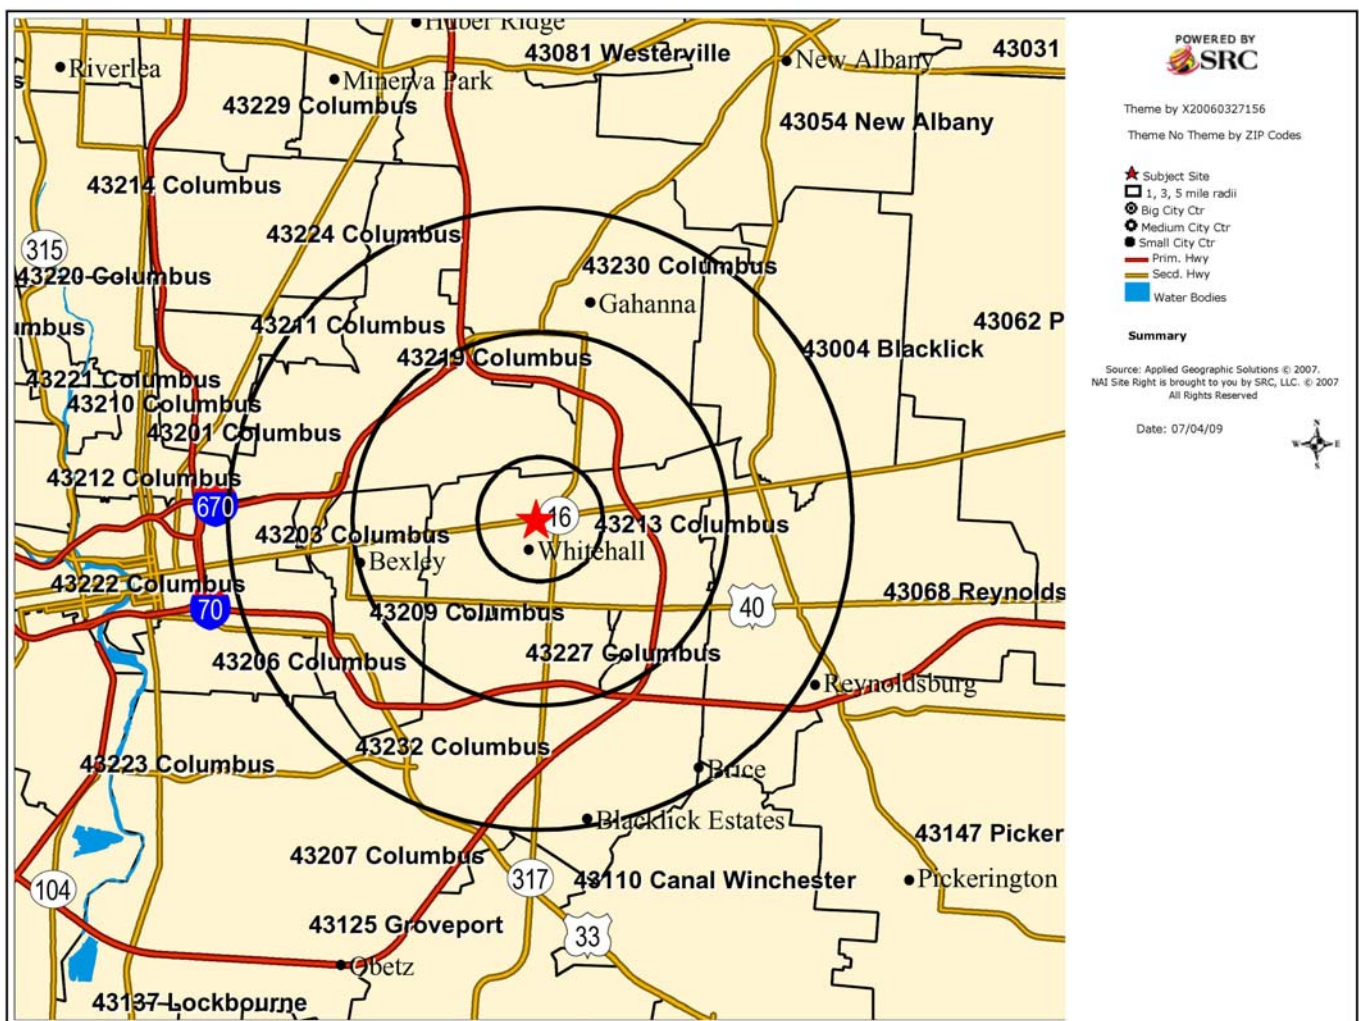 Huber Ridge
43081 Westerville
43031
Riverlea
New Albany
Minerva Park
43229 Columbus
43054 New Albany
43214 Columbus
43224 Columbus
315
43220 Columbus
43230 Columbus
Gahanna
umbus
43211 Columbus
43062 P
43219 Columbus
43004 Blacklick
43221 Columbus
43210 Columbus
43201 Columbus
43212 Columbus
670
16
43213 Columbus
43203 Columbus
Whitehall
Bexley
43222 Columbus
43068 Reynolds
70
40
43209 Columbus
43227 Columbus
43206 Columbus
Reynoldsburg
43232 Columbus
43223 Columbus
Brice
Blacklick Estates
43147 Picker
43207 Columbus
317
43110 Canal Winchester
Pickerington
104
43125 Groveport
33
Obetz
43137 Lockbourne
POWERED BY
SRC
Theme by X20060327156
Theme No Theme by ZIP Codes
Subject Site
1, 3, 5 mile radii
Big City Ctr
Medium City Ctr
Small City Ctr
Prim. Hwy
Secd. Hwy
Water Bodies
Summary
Source: Applied Geographic Solutions © 2007.
NAI Site Right is brought to you by SRC, LLC. © 2007
All Rights Reserved
Date: 07/04/09
N
W E
S